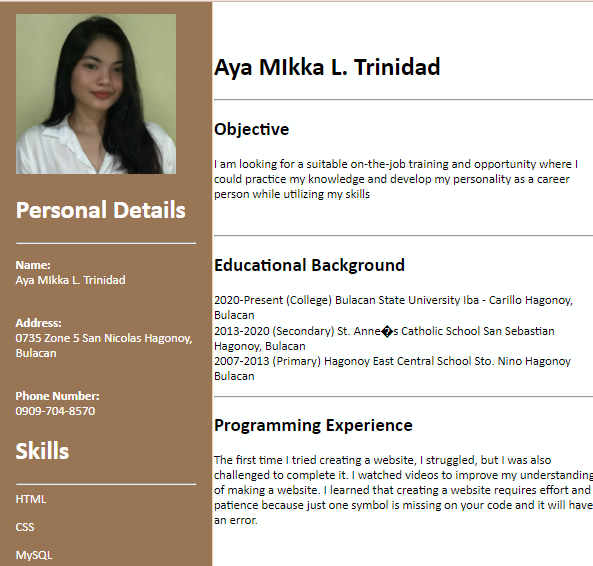 Personal Details
Name:
Aya MIkka L. Trinidad
Address:
0735 Zone 5 San Nicolas Hagonoy,
Bulacan
Phone Number:
0909-704-8570
Skills
HTML
CSS
MySQL
Aya MIkka L. Trinidad
Objective
I am looking for a suitable on-the-job training and opportunity where I
could practice my knowledge and develop my personality as a career
person while utilizing my skills
Educational Background
2020-Present (College) Bulacan State University Iba - Carillo Hagonoy,
Bulacan
2013-2020 (Secondary) St. Anne�s Catholic School San Sebastian
Hagonoy, Bulacan
2007-2013 (Primary) Hagonoy East Central School Sto. Nino Hagonoy
Bulacan
Programming Experience
The first time I tried creating a website, I struggled, but I was also
challenged to complete it. I watched videos to improve my understanding
of making a website. I learned that creating a website requires effort and
patience because just one symbol is missing on your code and it will have
an error.